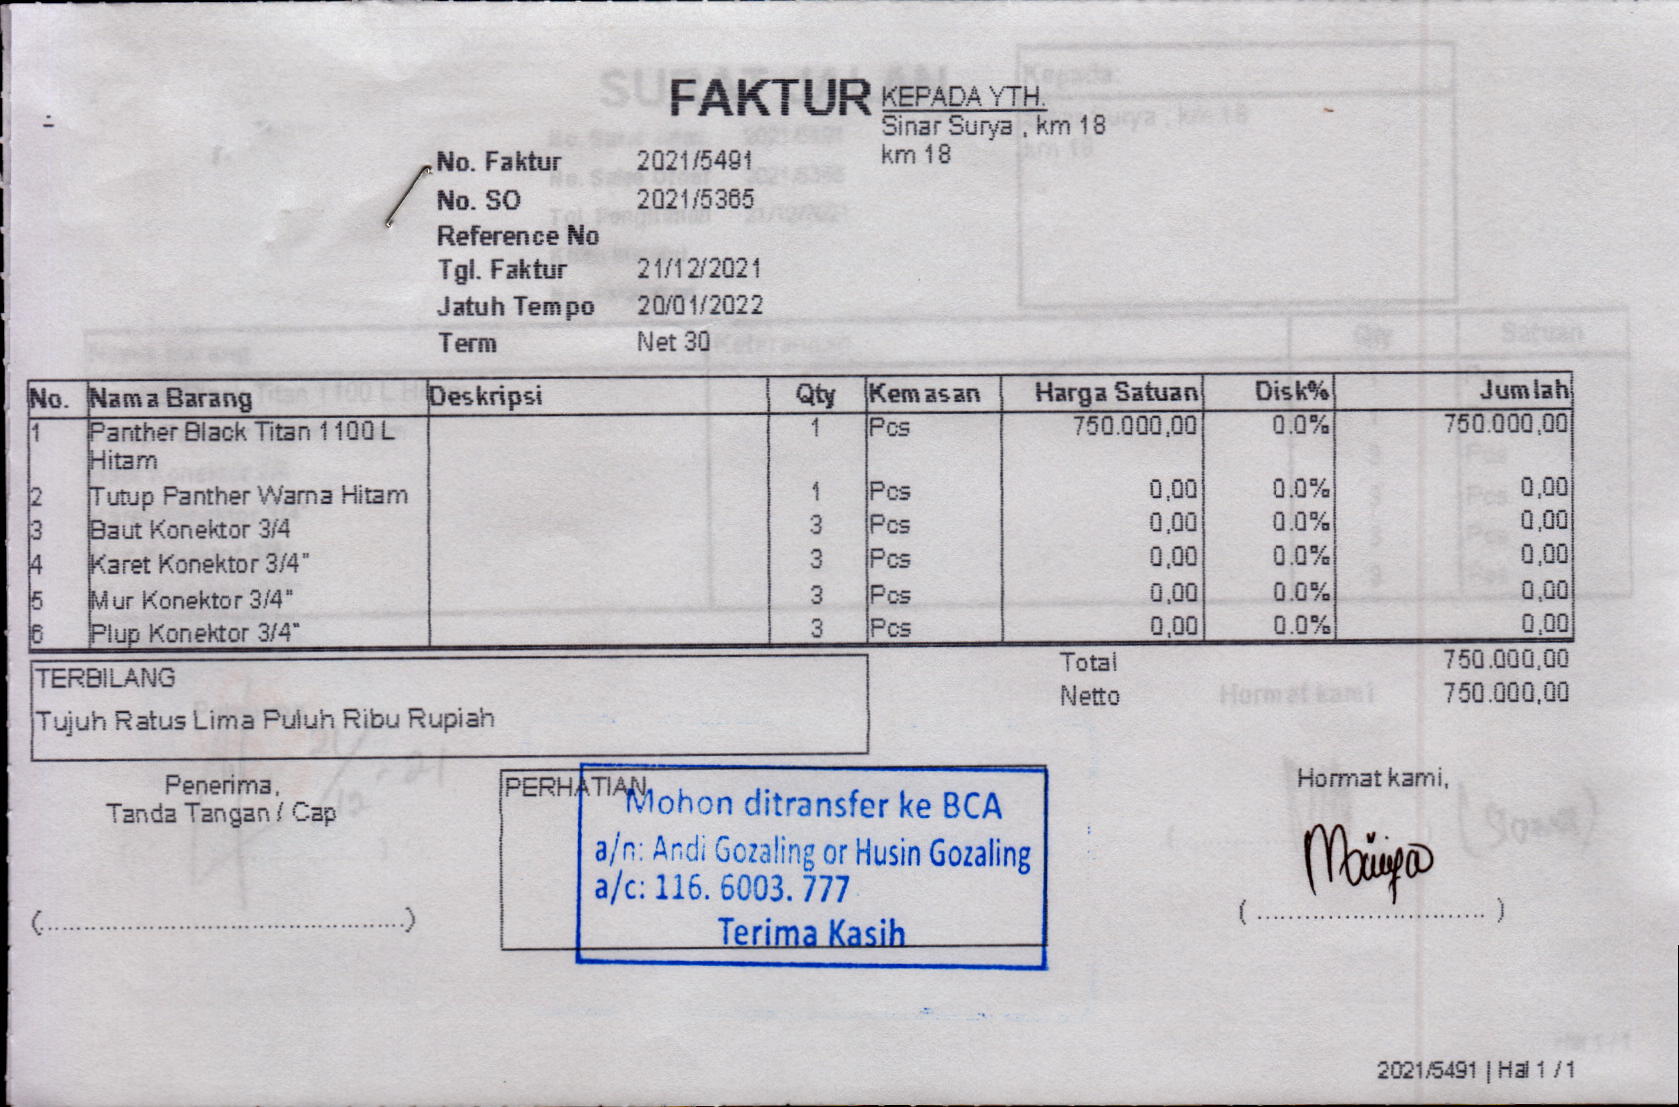 FAKTUR
KEPADA YTH.
Sinar Surya , km 18
km 18
No. Faktur 2021/5491
No. SO 2021/5365
Reference No
Tgl. Faktur 21/12/2021
Jatuh Tempo 20/01/2022
Term Net 30
No. Nama Barang Deskripsi Qty Kemasan Harga Satuan Disk% Jumlah
1 Panther Black Titan 1100 L 1 Pcs 750.000,00 0.0% 750.000,00
Hitam
2 Tutup Panther Warna Hitam 1 Pcs 0,00 0.0% 0,00
3 Baut Konektor 3/4 3 Pcs 0,00 0.0% 0,00
4 Karet Konektor 3/4" 3 Pcs 0,00 0.0% 0,00
5 Mur Konektor 3/4" 3 Pcs 0,00 0.0% 0,00
6 Plup Konektor 3/4" 3 Pcs 0,00 0.0% 0,00
Total 750.000,00
Netto 750.000,00
TERBILANG
Tujuh Ratus Lima Puluh Ribu Rupiah
Penerima,
Tanda Tangan / Cap
(..............................................)
PERHATIAN
Mohon ditransfer ke BCA
a/n: Andi Gozaling or Husin Gozaling
a/c: 116. 6003. 777
Terima Kasih
Hormat kami,
( ............................. )
2021/5491 | Hal 1 / 1